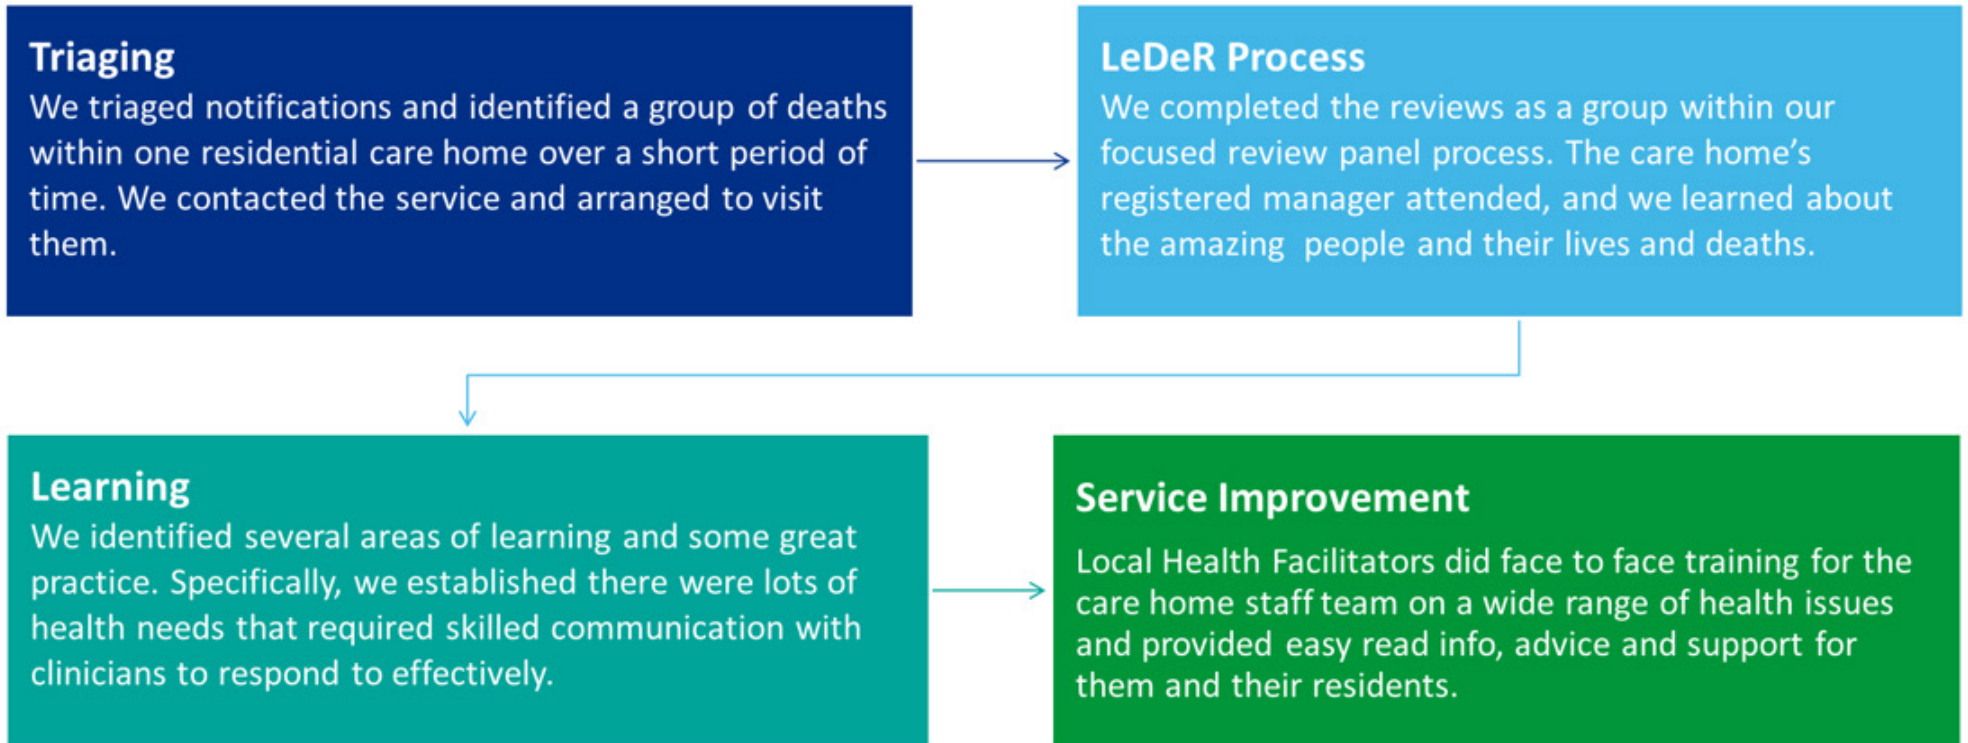 Triaging
We triaged notifications and identified a group of deaths
within one residential care home over a short period of
time. We contacted the service and arranged to visit
them.
LeDeR Process
We completed the reviews as a group within our
focused review panel process. The care home’s
registered manager attended, and we learned about
the amazing  people and their lives and deaths.
Learning
We identified several areas of learning and some great
practice. Specifically, we established there were lots of
health needs that required skilled communication with
clinicians to respond to effectively.
Service Improvement
Local Health Facilitators did face to face training for the
care home staff team on a wide range of health issues
and provided easy read info, advice and support for
them and their residents.